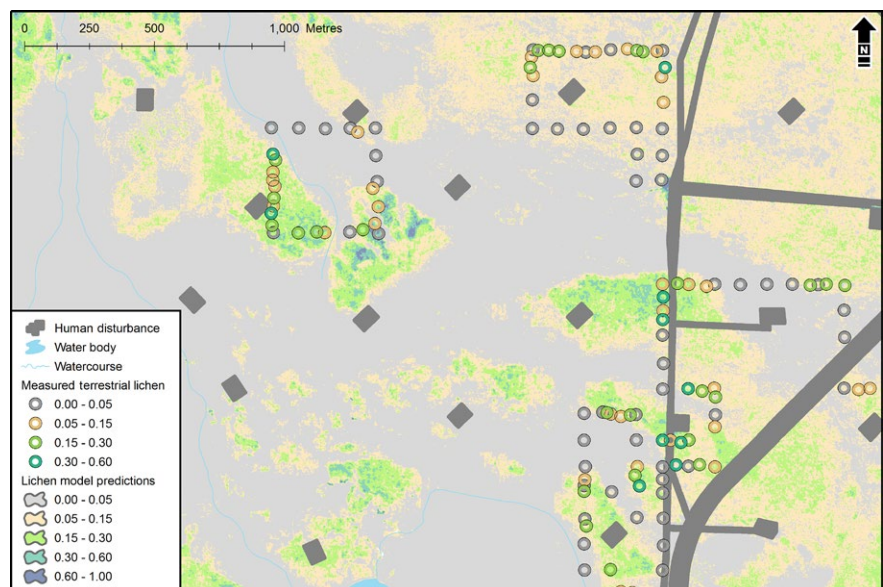 0 500 1,000 Metres
N
Human disturbance
Water body
Watercourse
Measured terrestrial lichen
0.00 - 0.05
0.05 - 0.15
0.15 - 0.30
0.30 - 0.60
Lichen model predictions
0.00 - 0.05
0.05 - 0.15
0.15 - 0.30
0.30 - 0.60
0.60 - 1.00